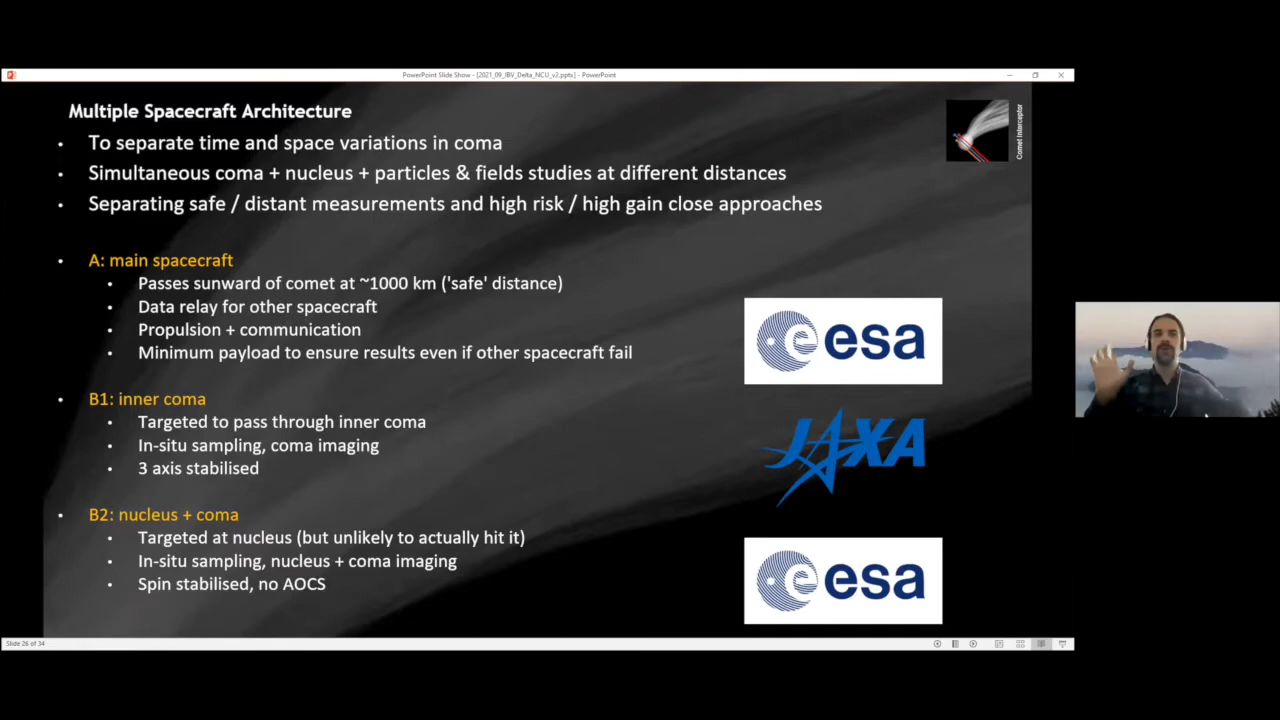 PowerPoint Slide Show - [2021_09_JBV_Delta_NCU_v2.pptx] - PowerPoint
Multiple Spacecraft Architecture
• To separate time and space variations in coma
• Simultaneous coma + nucleus + particles & fields studies at different distances
• Separating safe / distant measurements and high risk / high gain close approaches
Comet Interceptor
• A: main spacecraft
• Passes sunward of comet at ~1000 km ('safe' distance)
• Data relay for other spacecraft
• Propulsion + communication
• Minimum payload to ensure results even if other spacecraft fail
esa
• B1: inner coma
• Targeted to pass through inner coma
• In-situ sampling, coma imaging
• 3 axis stabilised
JAXA
• B2: nucleus + coma
• Targeted at nucleus (but unlikely to actually hit it)
• In-situ sampling, nucleus + coma imaging
• Spin stabilised, no AOCS
esa
Slide 26 of 34